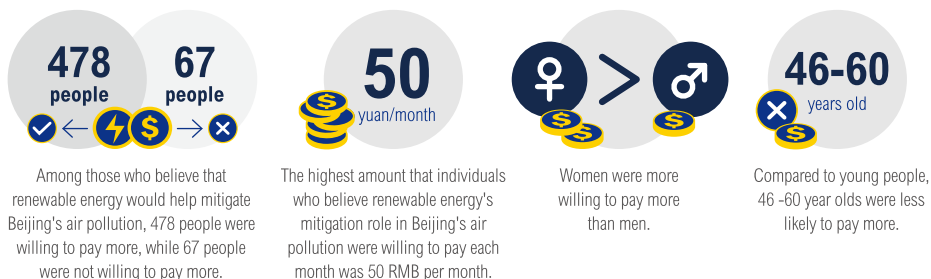 478
people
67
people
Among those who believe that
renewable energy would help mitigate
Beijing's air pollution, 478 people were
willing to pay more, while 67 people
were not willing to pay more.
50
yuan/month
The highest amount that individuals
who believe renewable energy's
mitigation role in Beijing's air
pollution were willing to pay each
month was 50 RMB per month.
Women were more
willing to pay more
than men.
46-60
years old
Compared to young people,
46 -60 year olds were less
likely to pay more.